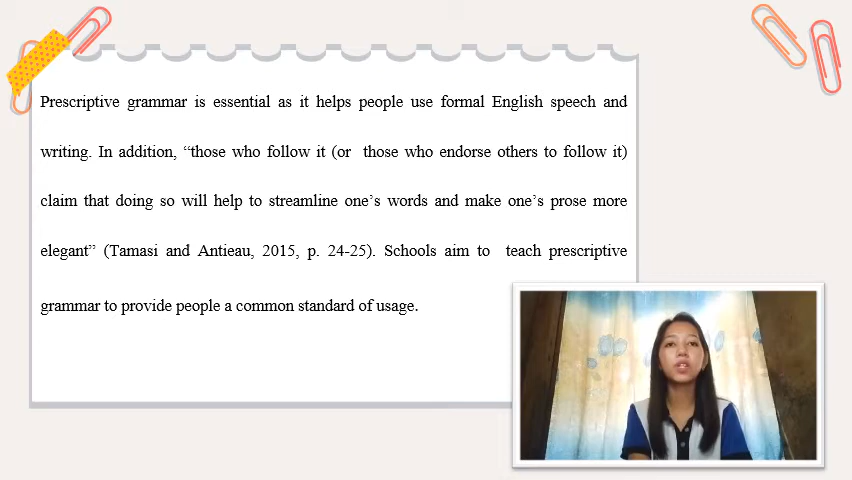 Prescriptive grammar is essential as it helps people use formal English speech and
writing. In addition, “those who follow it (or those who endorse others to follow it)
claim that doing so will help to streamline one’s words and make one’s prose more
elegant” (Tamasi and Antieau, 2015, p. 24-25). Schools aim to teach prescriptive
grammar to provide people a common standard of usage.